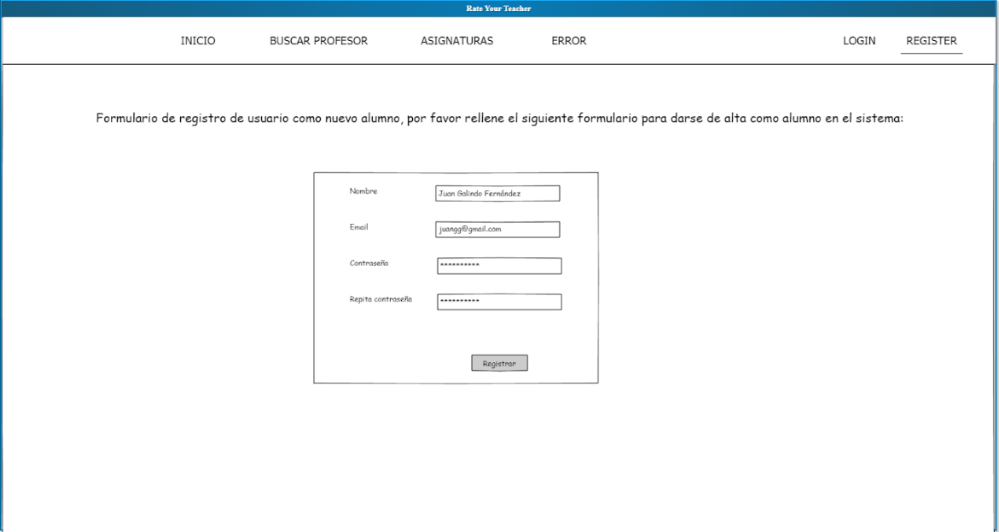 Rate Your Teacher
INICIO BUSCAR PROFESOR ASIGNATURAS ERROR LOGIN REGISTER
Formulario de registro de usuario como nuevo alumno, por favor rellene el siguiente formulario para darse de alta como alumno en el sistema:
Nombre Juan Galindo Fernández
Email juangg@gmail.com
Contraseña **********
Repita contraseña **********
Registrar